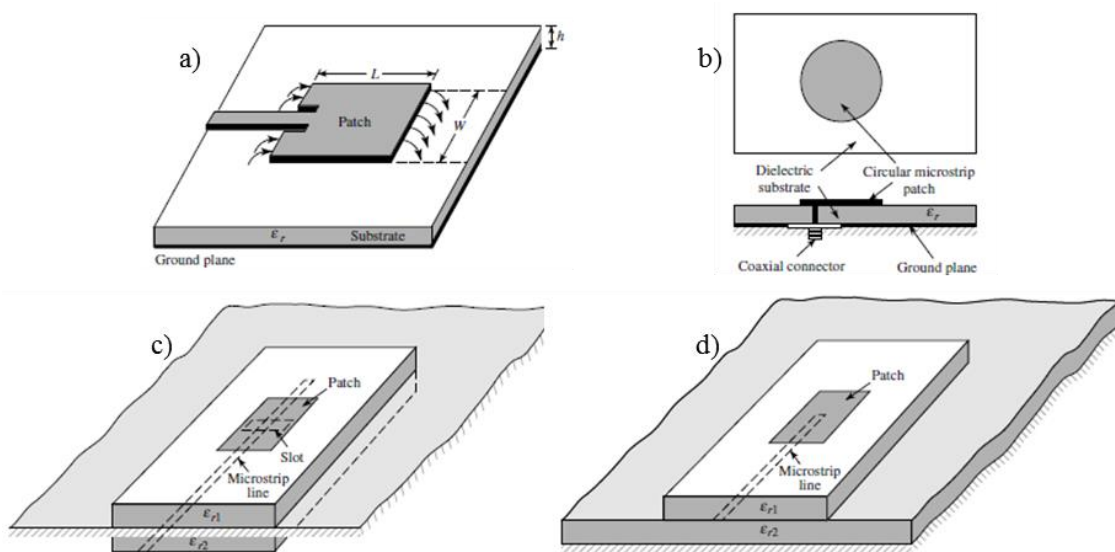 a)
h
L
Patch
W
εr
Substrate
Ground plane
b)
Dielectric
substrate
Circular microstrip
patch
εr
Coaxial connector
Ground plane
c)
Patch
Slot
Microstrip
line
εr1
εr2
d)
Patch
Microstrip
line
εr1
εr2